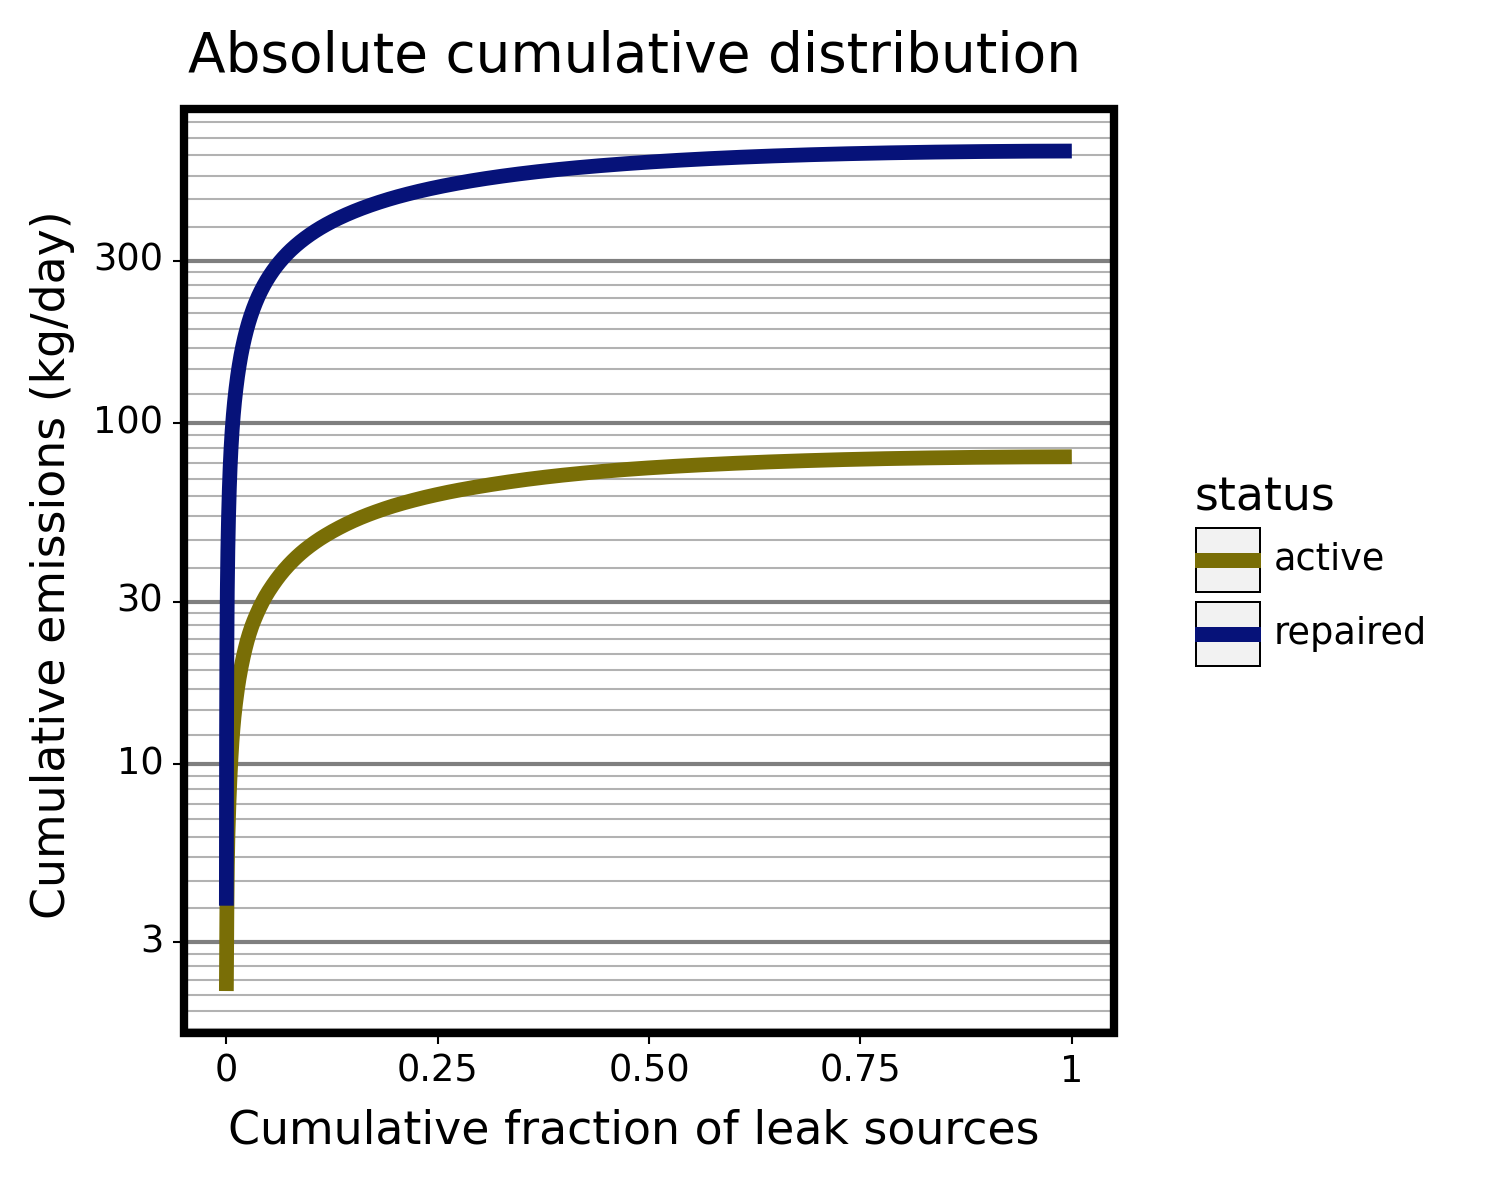 Absolute cumulative distribution
Cumulative emissions (kg/day)
300
100
30
10
3
0
0.25
0.50
0.75
1
Cumulative fraction of leak sources
status
active
repaired